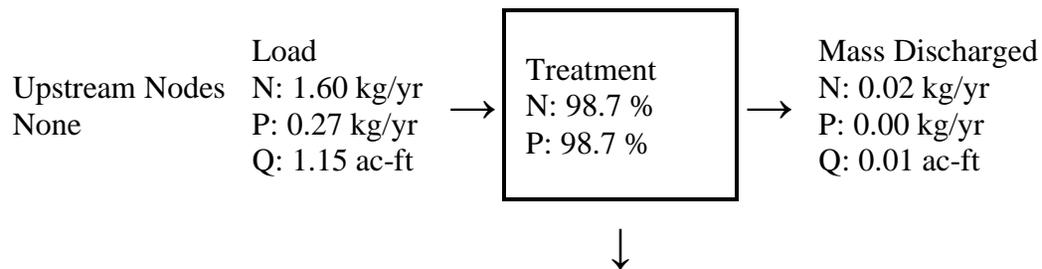 Upstream Nodes
None
Load
N: 1.60 kg/yr
P: 0.27 kg/yr
Q: 1.15 ac-ft
→
Treatment
N: 98.7 %
P: 98.7 %
→
Mass Discharged
N: 0.02 kg/yr
P: 0.00 kg/yr
Q: 0.01 ac-ft
↓